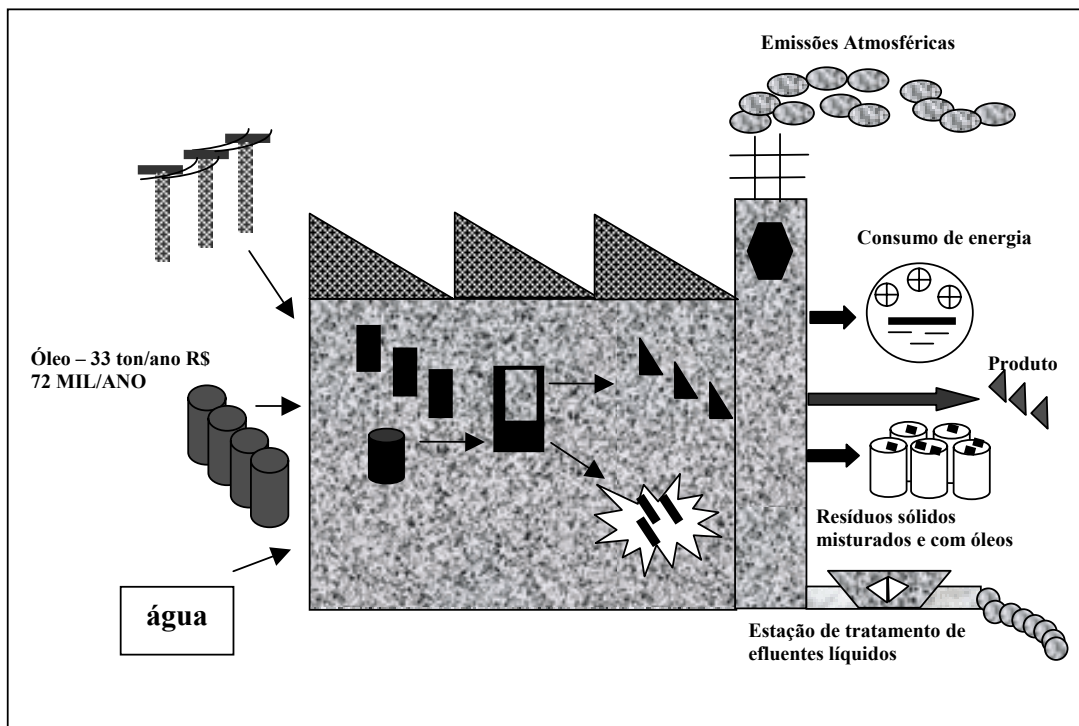 Emissões Atmosféricas
Consumo de energia
Óleo – 33 ton/ano R$
72 MIL/ANO
Produto
Resíduos sólidos
misturados e com óleos
água
Estação de tratamento de
efluentes líquidos